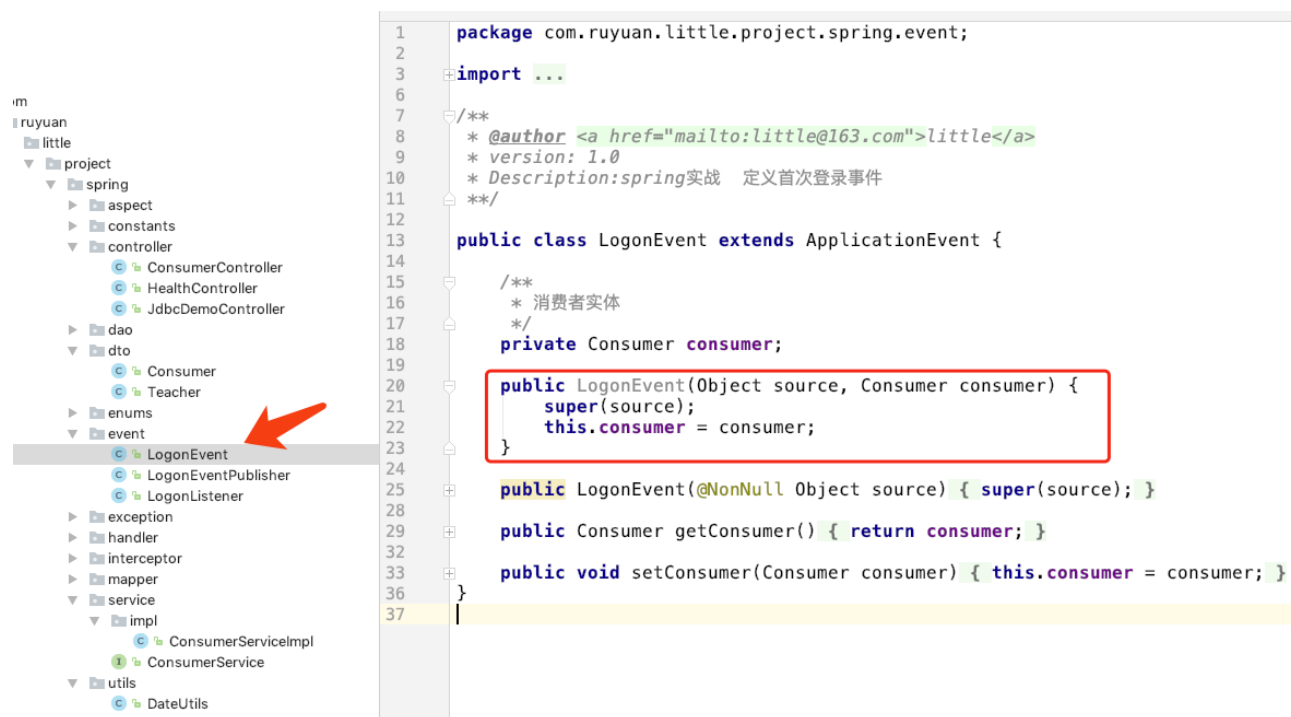 om
ruyuan
little
project
spring
aspect
constants
controller
ConsumerController
HealthController
JdbcDemoController
dao
dto
Consumer
Teacher
enums
event
LogonEvent
LogonEventPublisher
LogonListener
exception
handler
interceptor
mapper
service
impl
ConsumerServiceImpl
ConsumerService
utils
DateUtils
1 package com.ruyuan.little.project.spring.event;
2
3 import ...
6
7 /**
8 * @author <a href="mailto:little@163.com">little</a>
9 * version: 1.0
10 * Description:spring实战 定义首次登录事件
11 **/
12
13 public class LogonEvent extends ApplicationEvent {
14
15 /**
16 * 消费者实体
17 */
18 private Consumer consumer;
19
20 public LogonEvent(Object source, Consumer consumer) {
21 super(source);
22 this.consumer = consumer;
23 }
24
25 public LogonEvent(@NonNull Object source) { super(source); }
28
29 public Consumer getConsumer() { return consumer; }
32
33 public void setConsumer(Consumer consumer) { this.consumer = consumer; }
36 }
37